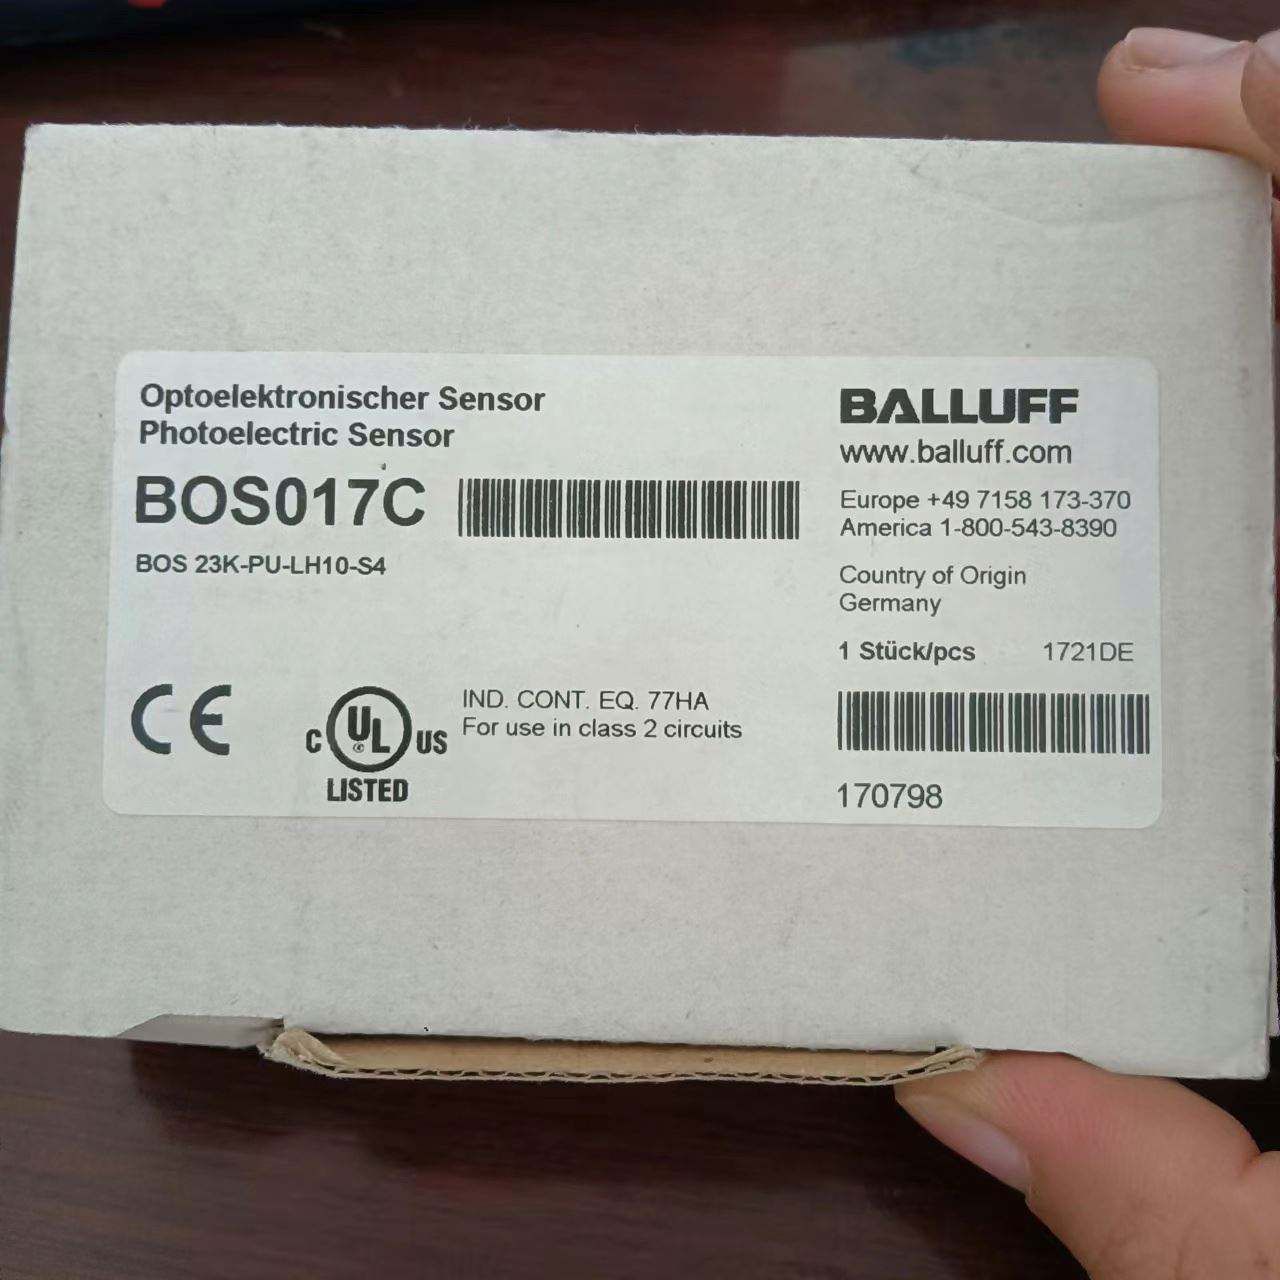 Optoelektronischer Sensor
Photoelectric Sensor
BOS017C
BOS 23K-PU-LH10-S4
CE
C UL US
LISTED
IND. CONT. EQ. 77HA
For use in class 2 circuits
BALLUFF
www.balluff.com
Europe +49 7158 173-370
America 1-800-543-8390
Country of Origin
Germany
1 Stück/pcs 1721DE
170798